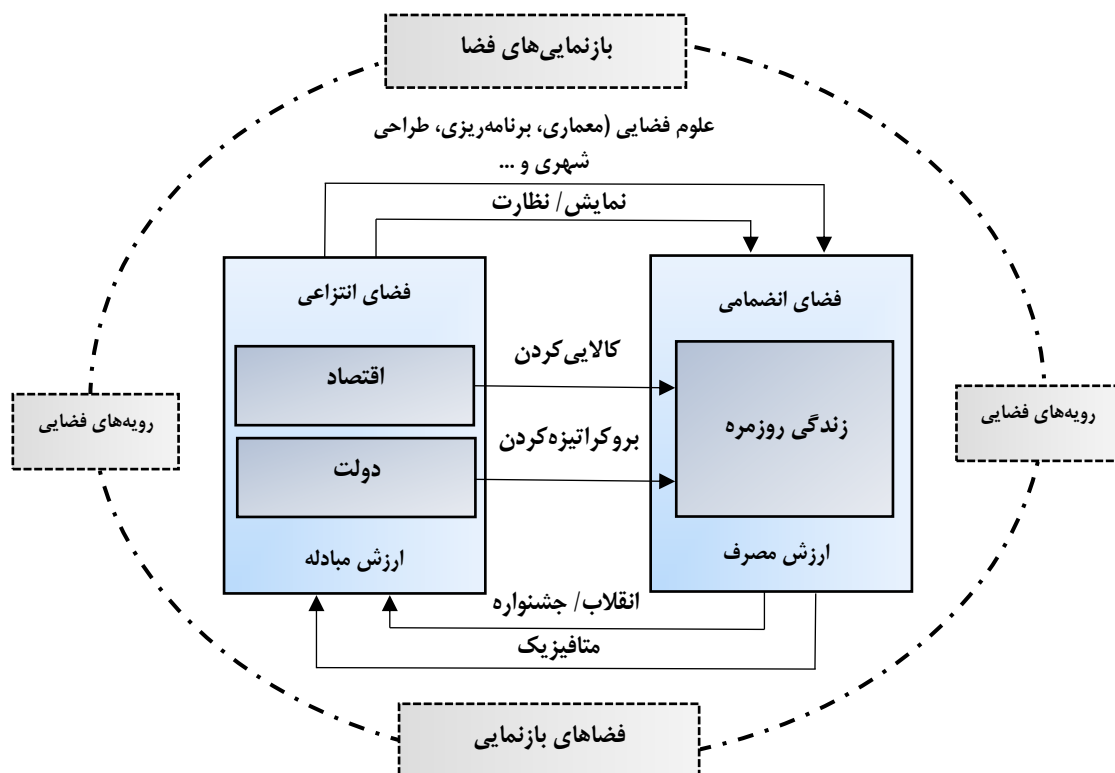 بازنمایی‌های فضا
علوم فضایی (معماری، برنامه‌ریزی، طراحی
شهری و ...
نمایش/ نظارت
فضای انضمامی
فضای انتزاعی
کالایی‌کردن
اقتصاد
رویه‌های فضایی
زندگی روزمره
رویه‌های فضایی
بروکراتیزه‌کردن
دولت
ارزش مصرف
ارزش مبادله
انقلاب/ جشنواره
متافیزیک
فضاهای بازنمایی